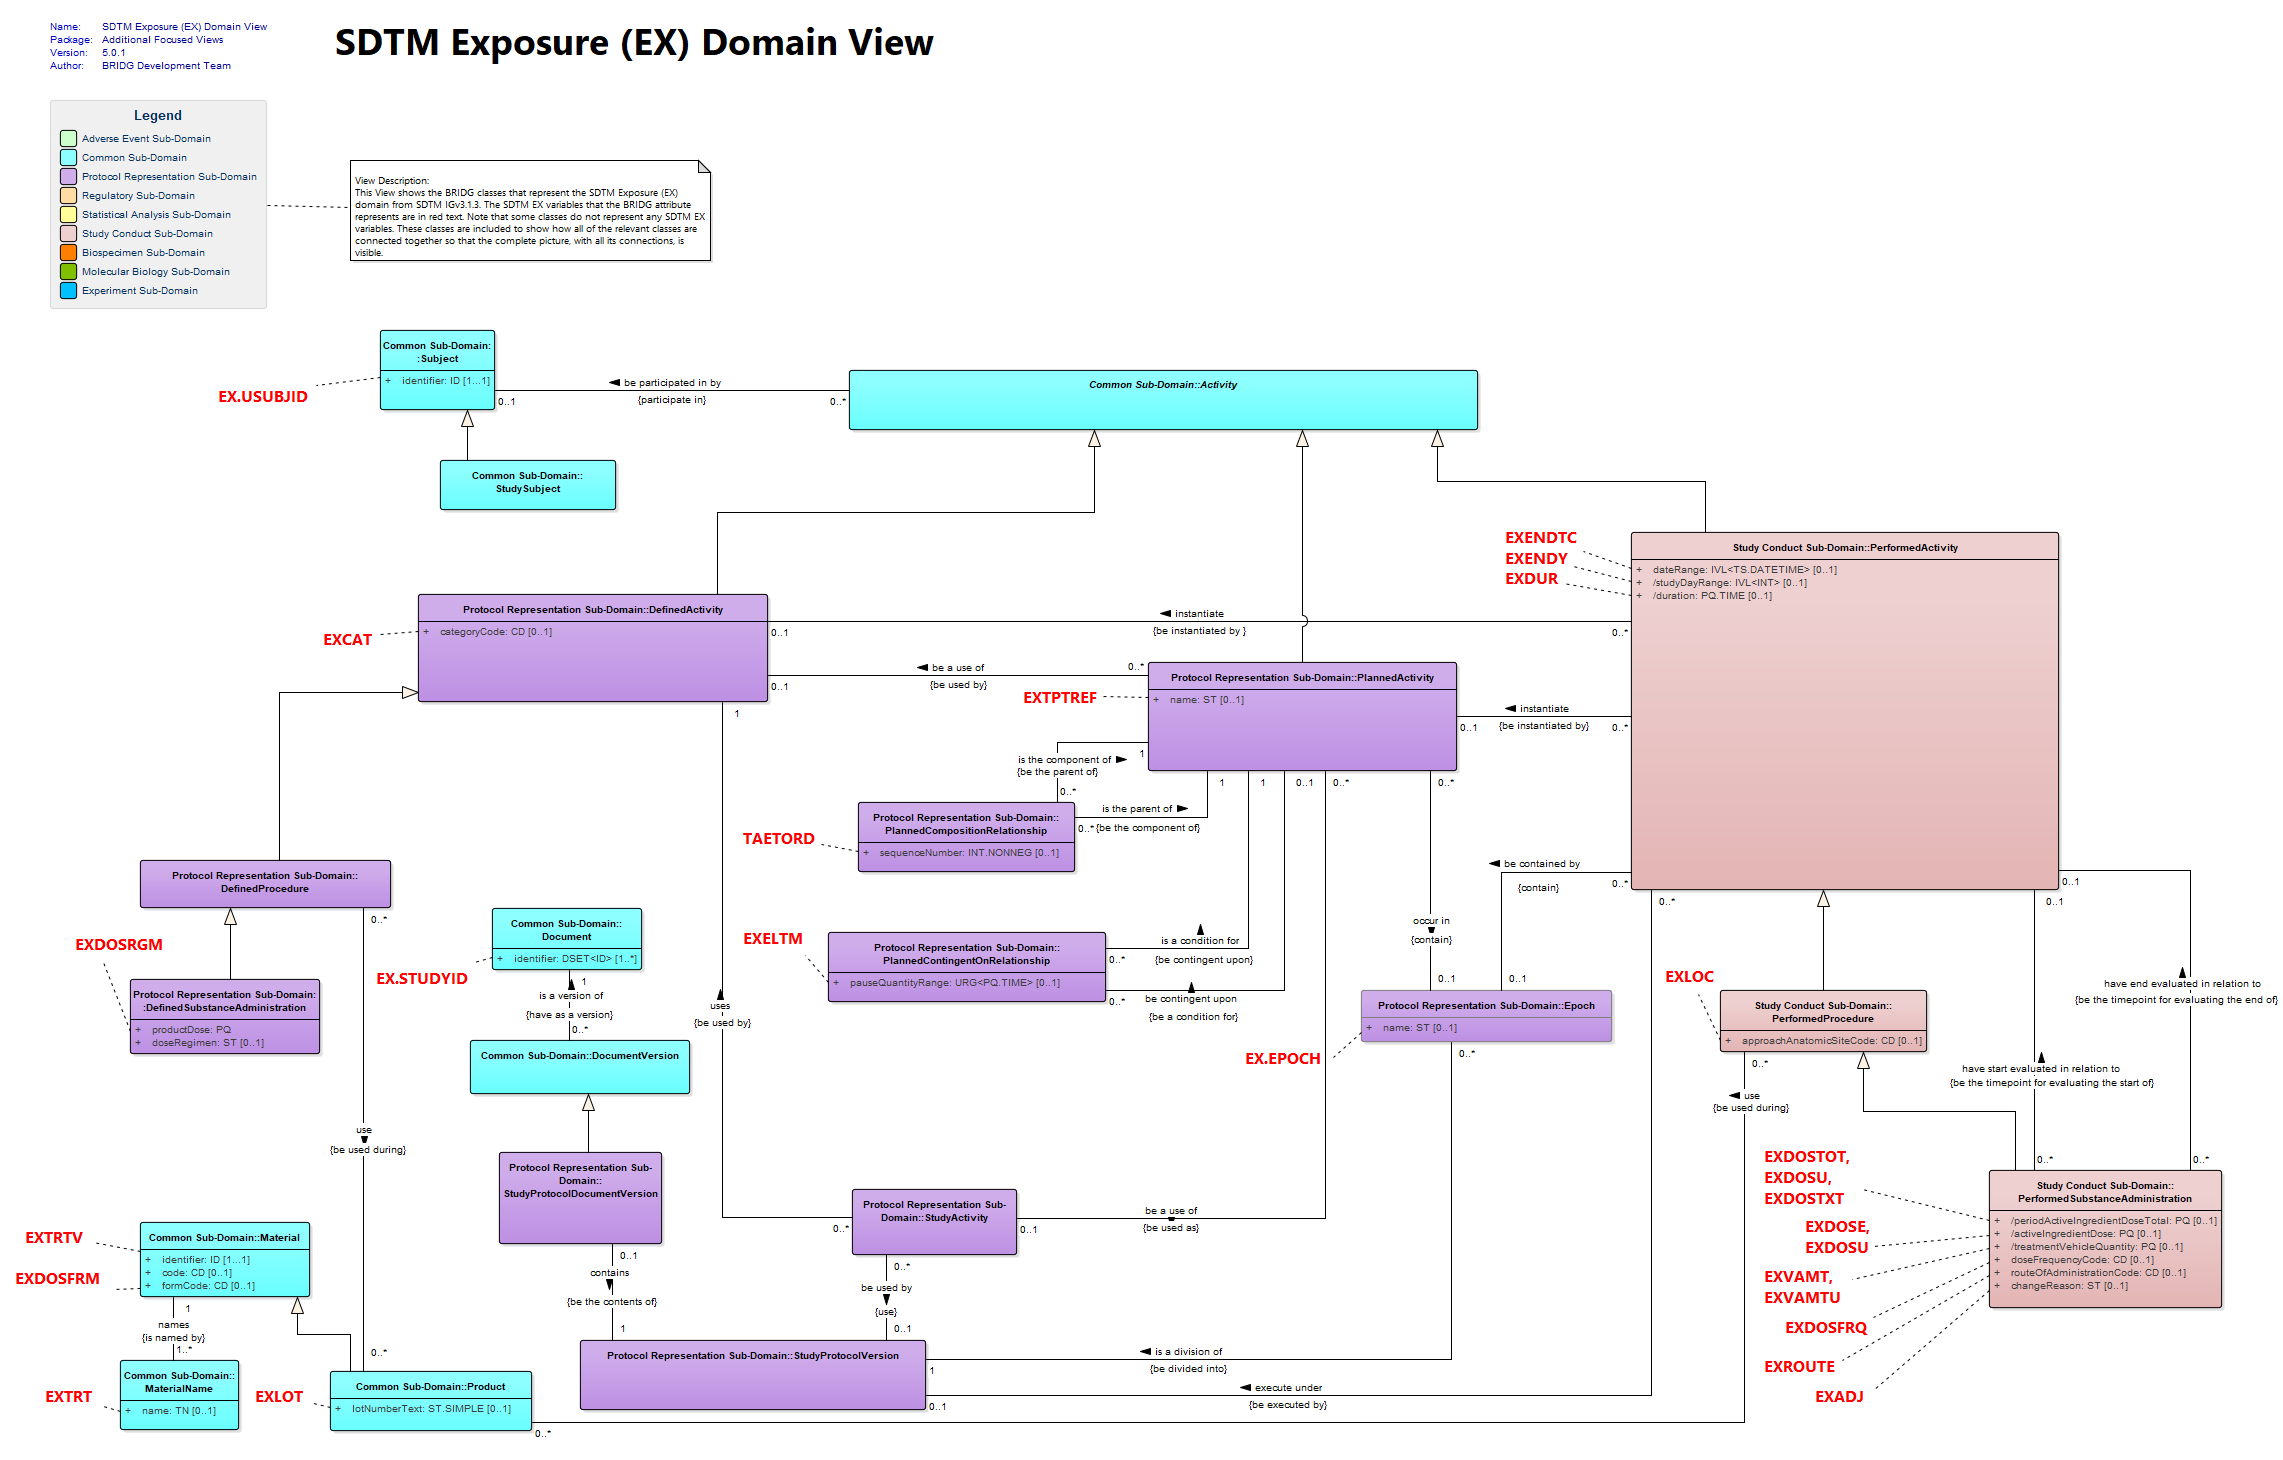 Name: SDTM Exposure (EX) Domain View
Package: Additional Focused Views
Version: 5.0.1
Author: BRIDG Development Team
SDTM Exposure (EX) Domain View
Legend
Adverse Event Sub-Domain
Common Sub-Domain
Protocol Representation Sub-Domain
Regulatory Sub-Domain
Statistical Analysis Sub-Domain
Study Conduct Sub-Domain
Biospecimen Sub-Domain
Molecular Biology Sub-Domain
Experiment Sub-Domain
View Description:
This View shows the BRIDG classes that represent the SDTM Exposure (EX)
domain from SDTM IGv3.1.3. The SDTM EX variables that the BRIDG attribute
represents are in red text. Note that some classes do not represent any SDTM EX
variables. These classes are included to show how all of the relevant classes are
connected together so that the complete picture, with all its connections, is
visible.
Common Sub-Domain:
:Subject
+ identifier: ID [1...1]
EX.USUBJID
be participated in by
{participate in}
0..1
0..*
Common Sub-Domain::Activity
Common Sub-Domain::
StudySubject
EXENDTC
EXENDY
EXDUR
Study Conduct Sub-Domain::PerformedActivity
+ dateRange: IVL<TS.DATETIME> [0..1]
+ /studyDayRange: IVL<INT> [0..1]
+ /duration: PQ.TIME [0..1]
Protocol Representation Sub-Domain::DefinedActivity
+ categoryCode: CD [0..1]
EXCAT
instantiate
{be instantiated by }
0..1
0..*
be a use of
{be used by}
0..*
0..1
1
Protocol Representation Sub-Domain::PlannedActivity
+ name: ST [0..1]
EXTPTREF
instantiate
{be instantiated by}
0..1
0..*
is the component of
{be the parent of}
1
0..*
is the parent of
0..* {be the component of}
1
1
0..1
0..*
0..*
Protocol Representation Sub-Domain::
PlannedCompositionRelationship
+ sequenceNumber: INT.NONNEG [0..1]
TAETORD
be contained by
{contain}
0..*
0..1
0..*
0..1
0..1
Protocol Representation Sub-Domain::
DefinedProcedure
0..*
EXDOSRGM
Protocol Representation Sub-Domain:
:DefinedSubstanceAdministration
+ productDose: PQ
+ doseRegimen: ST [0..1]
Common Sub-Domain::
Document
+ identifier: DSET<ID> [1..*]
EX.STUDYID
1
is a version of
{have as a version}
0..*
Common Sub-Domain::DocumentVersion
EXELTM
Protocol Representation Sub-Domain::
PlannedContingentOnRelationship
+ pauseQuantityRange: URG<PQ.TIME> [0..1]
is a condition for
0..*
{be contingent upon}
be contingent upon
0..*
{be a condition for}
occur in
{contain}
0..1
Protocol Representation Sub-Domain::Epoch
+ name: ST [0..1]
EX.EPOCH
0..*
uses
{be used by}
EXLOC
Study Conduct Sub-Domain::
PerformedProcedure
+ approachAnatomicSiteCode: CD [0..1]
0..*
use
{be used during}
have end evaluated in relation to
{be the timepoint for evaluating the end of}
have start evaluated in relation to
{be the timepoint for evaluating the start of}
0..*
0..*
use
{be used during}
Protocol Representation Sub-
Domain::
StudyProtocolDocumentVersion
0..1
contains
{be the contents of}
1
Protocol Representation Sub-
Domain::StudyActivity
0..*
0..1
be a use of
{be used as}
0..*
be used by
{use}
0..1
EXDOSTOT,
EXDOSU,
EXDOSTXT
EXDOSE,
EXDOSU
EXVAMT,
EXVAMTU
EXDOSFRQ
EXROUTE
EXADJ
Study Conduct Sub-Domain::
PerformedSubstanceAdministration
+ /periodActiveIngredientDoseTotal: PQ [0..1]
+ /activeIngredientDose: PQ [0..1]
+ /treatmentVehicleQuantity: PQ [0..1]
+ doseFrequencyCode: CD [0..1]
+ routeOfAdministrationCode: CD [0..1]
+ changeReason: ST [0..1]
EXTRTV
EXDOSFRM
Common Sub-Domain::Material
+ identifier: ID [1...1]
+ code: CD [0..1]
+ formCode: CD [0..1]
1
names
{is named by}
1..*
Common Sub-Domain::
MaterialName
+ name: TN [0..1]
EXTRT
EXLOT
0..*
Common Sub-Domain::Product
+ lotNumberText: ST.SIMPLE [0..1]
0..*
Protocol Representation Sub-Domain::StudyProtocolVersion
is a division of
1
{be divided into}
execute under
0..1
{be executed by}